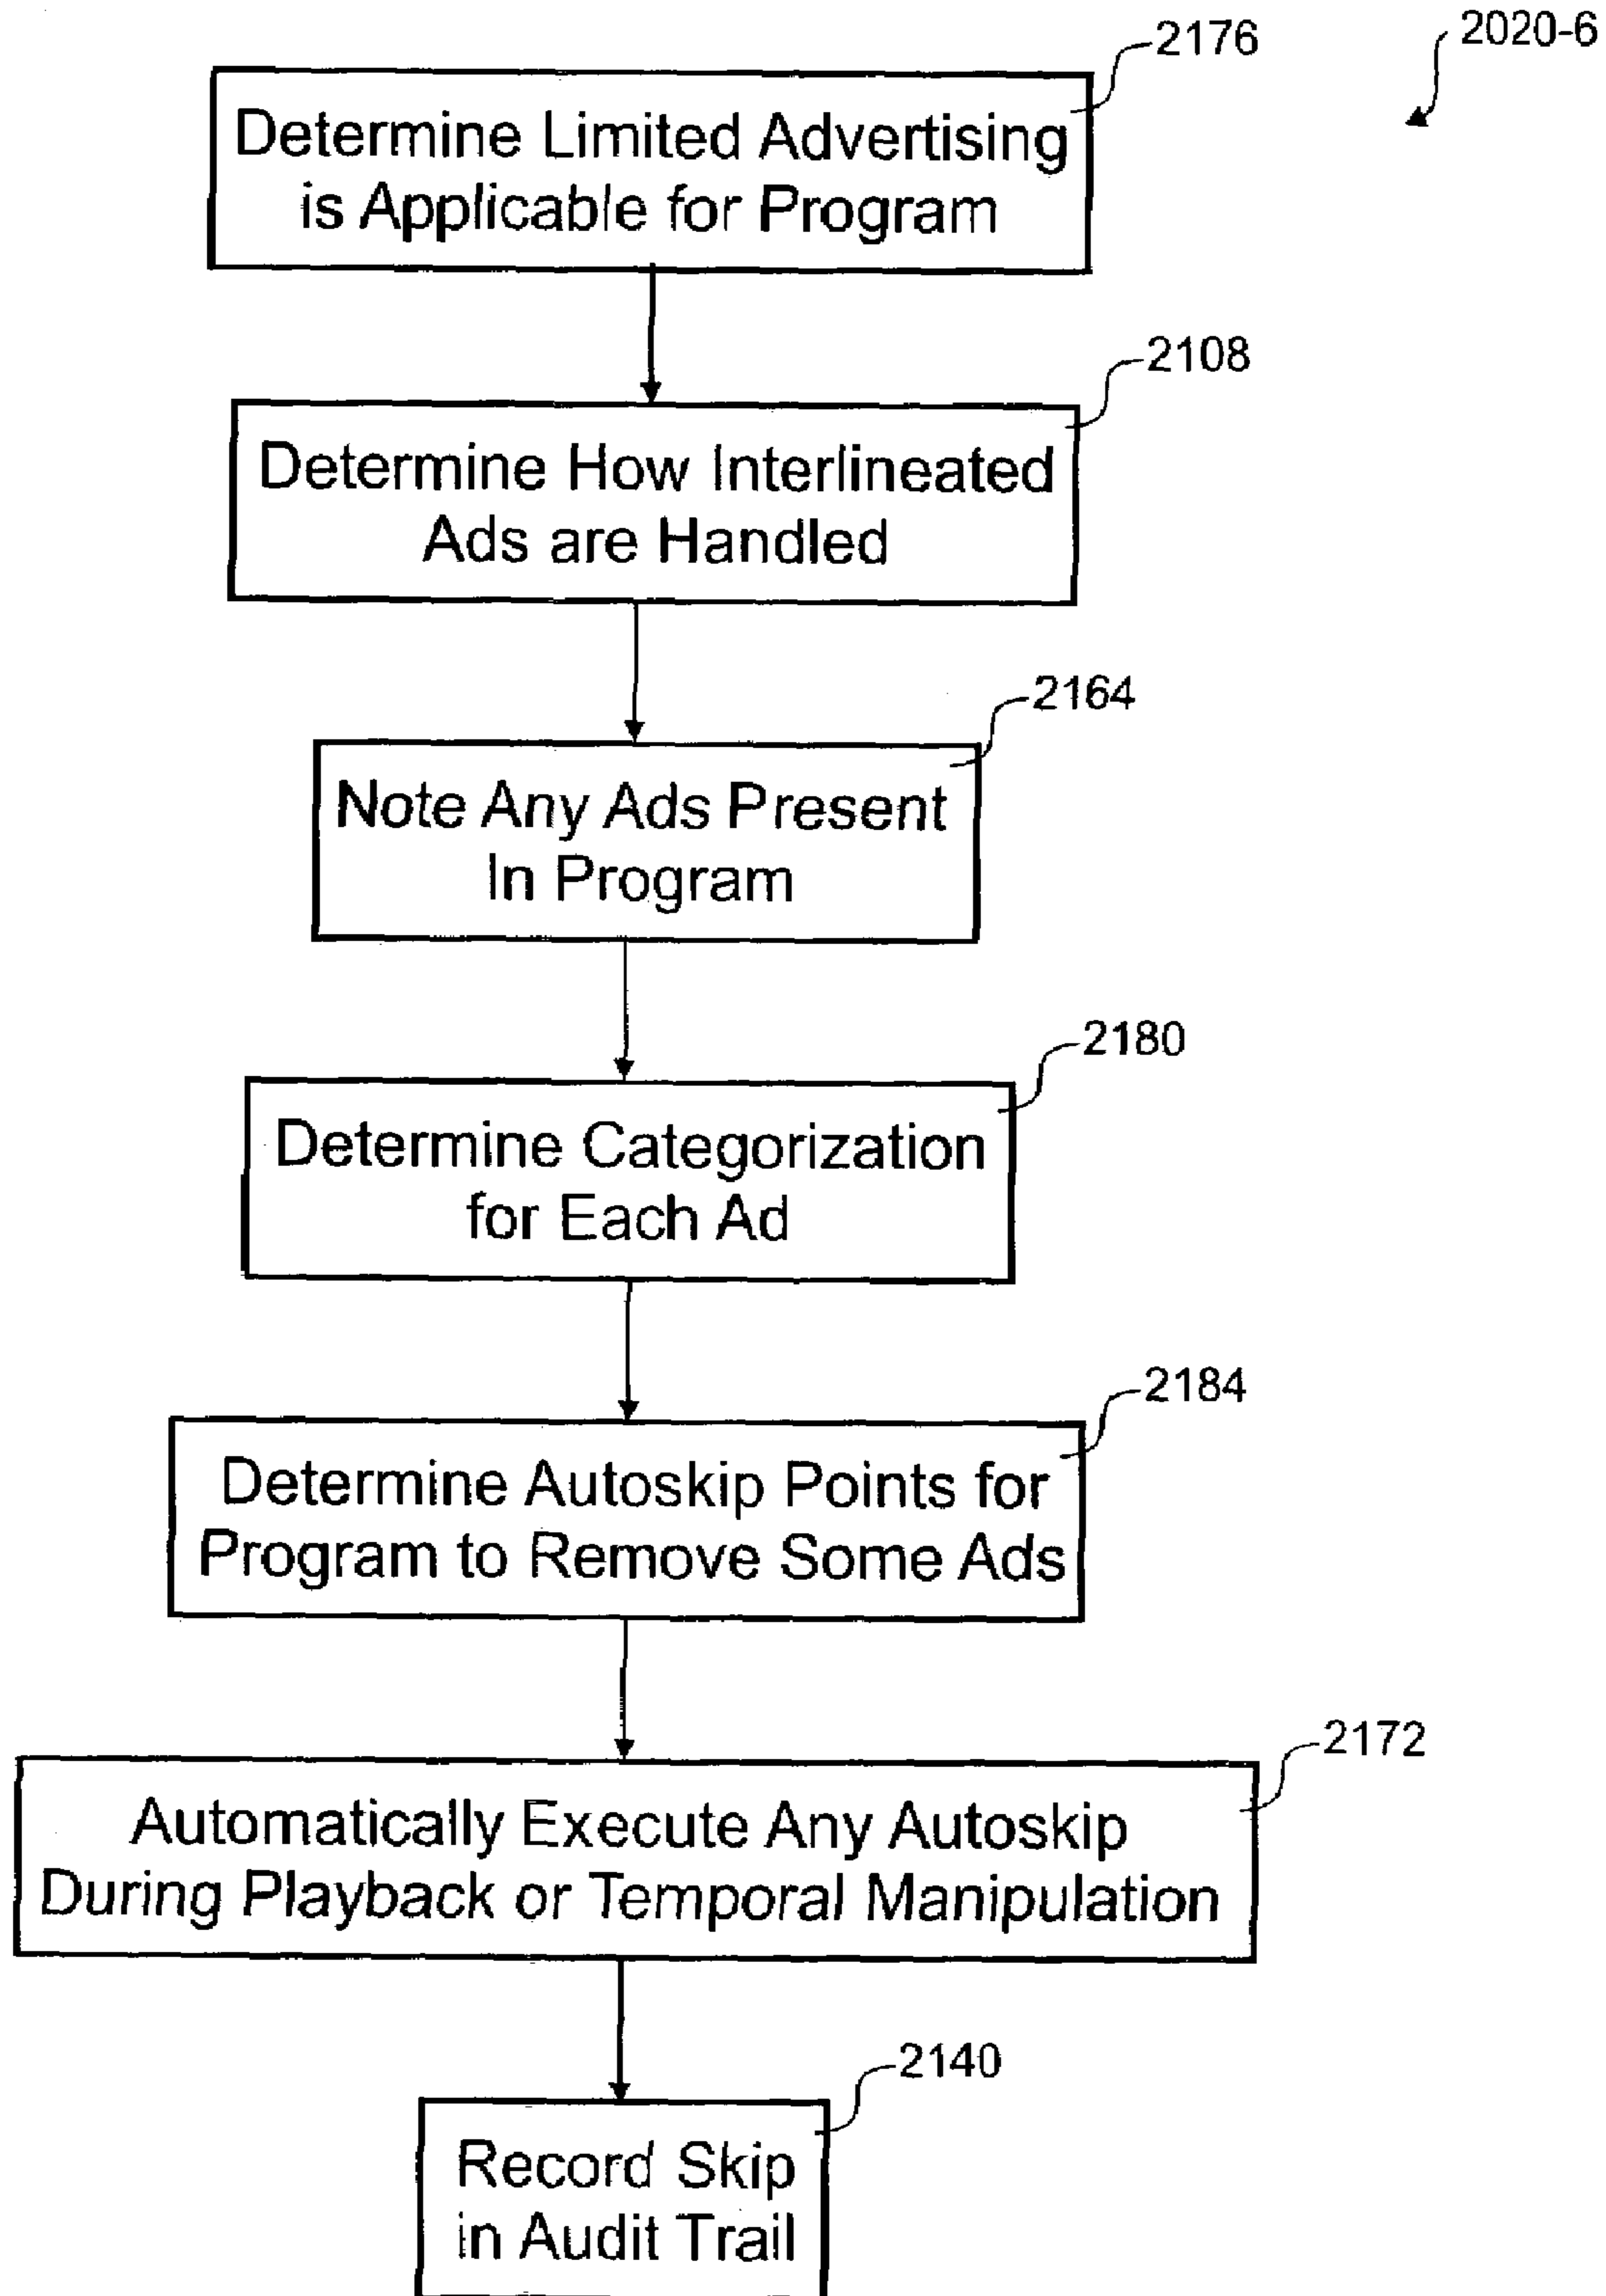 2020-6
2176
Determine Limited Advertising
is Applicable for Program
2108
Determine How Interlineated
Ads are Handled
2164
Note Any Ads Present
In Program
2180
Determine Categorization
for Each Ad
2184
Determine Autoskip Points for
Program to Remove Some Ads
2172
Automatically Execute Any Autoskip
During Playback or Temporal Manipulation
2140
Record Skip
in Audit Trail